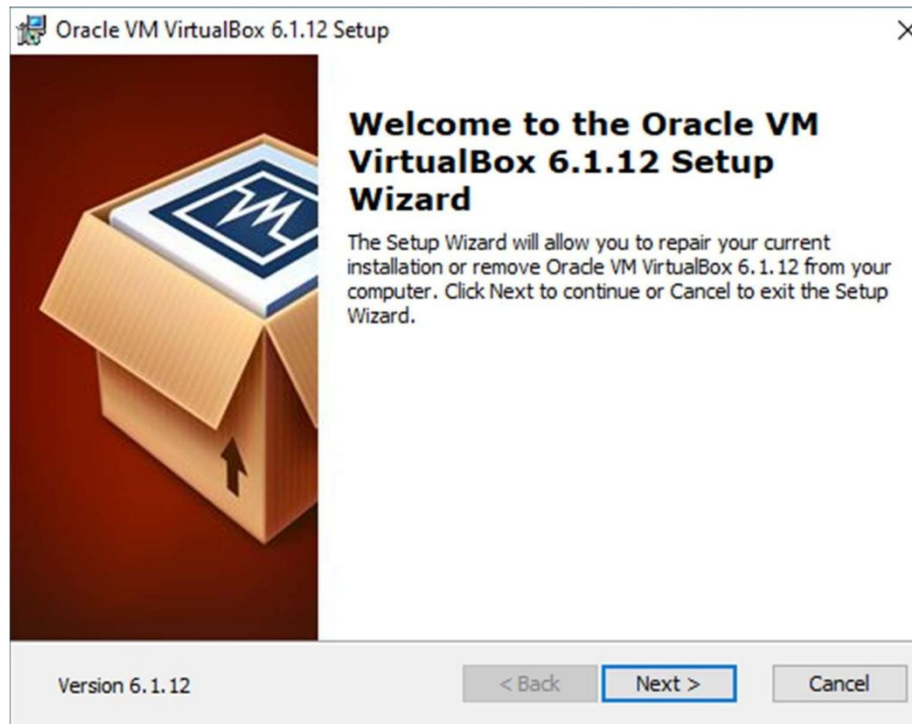 Oracle VM VirtualBox 6.1.12 Setup
Welcome to the Oracle VM
VirtualBox 6.1.12 Setup
Wizard
The Setup Wizard will allow you to repair your current
installation or remove Oracle VM VirtualBox 6.1.12 from your
computer. Click Next to continue or Cancel to exit the Setup
Wizard.
Version 6.1.12
< Back
Next >
Cancel